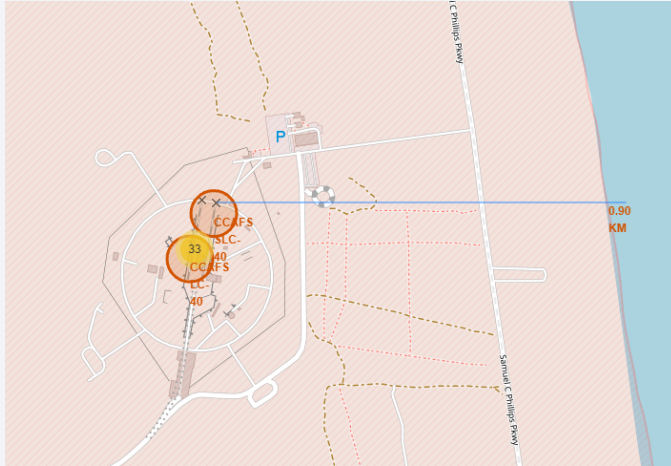 l C Phillips Pkwy
P
CCAFS
SLC-
40
33
CCAFS
LC-
40
0.90
KM
Samuel C Phillips Pkwy